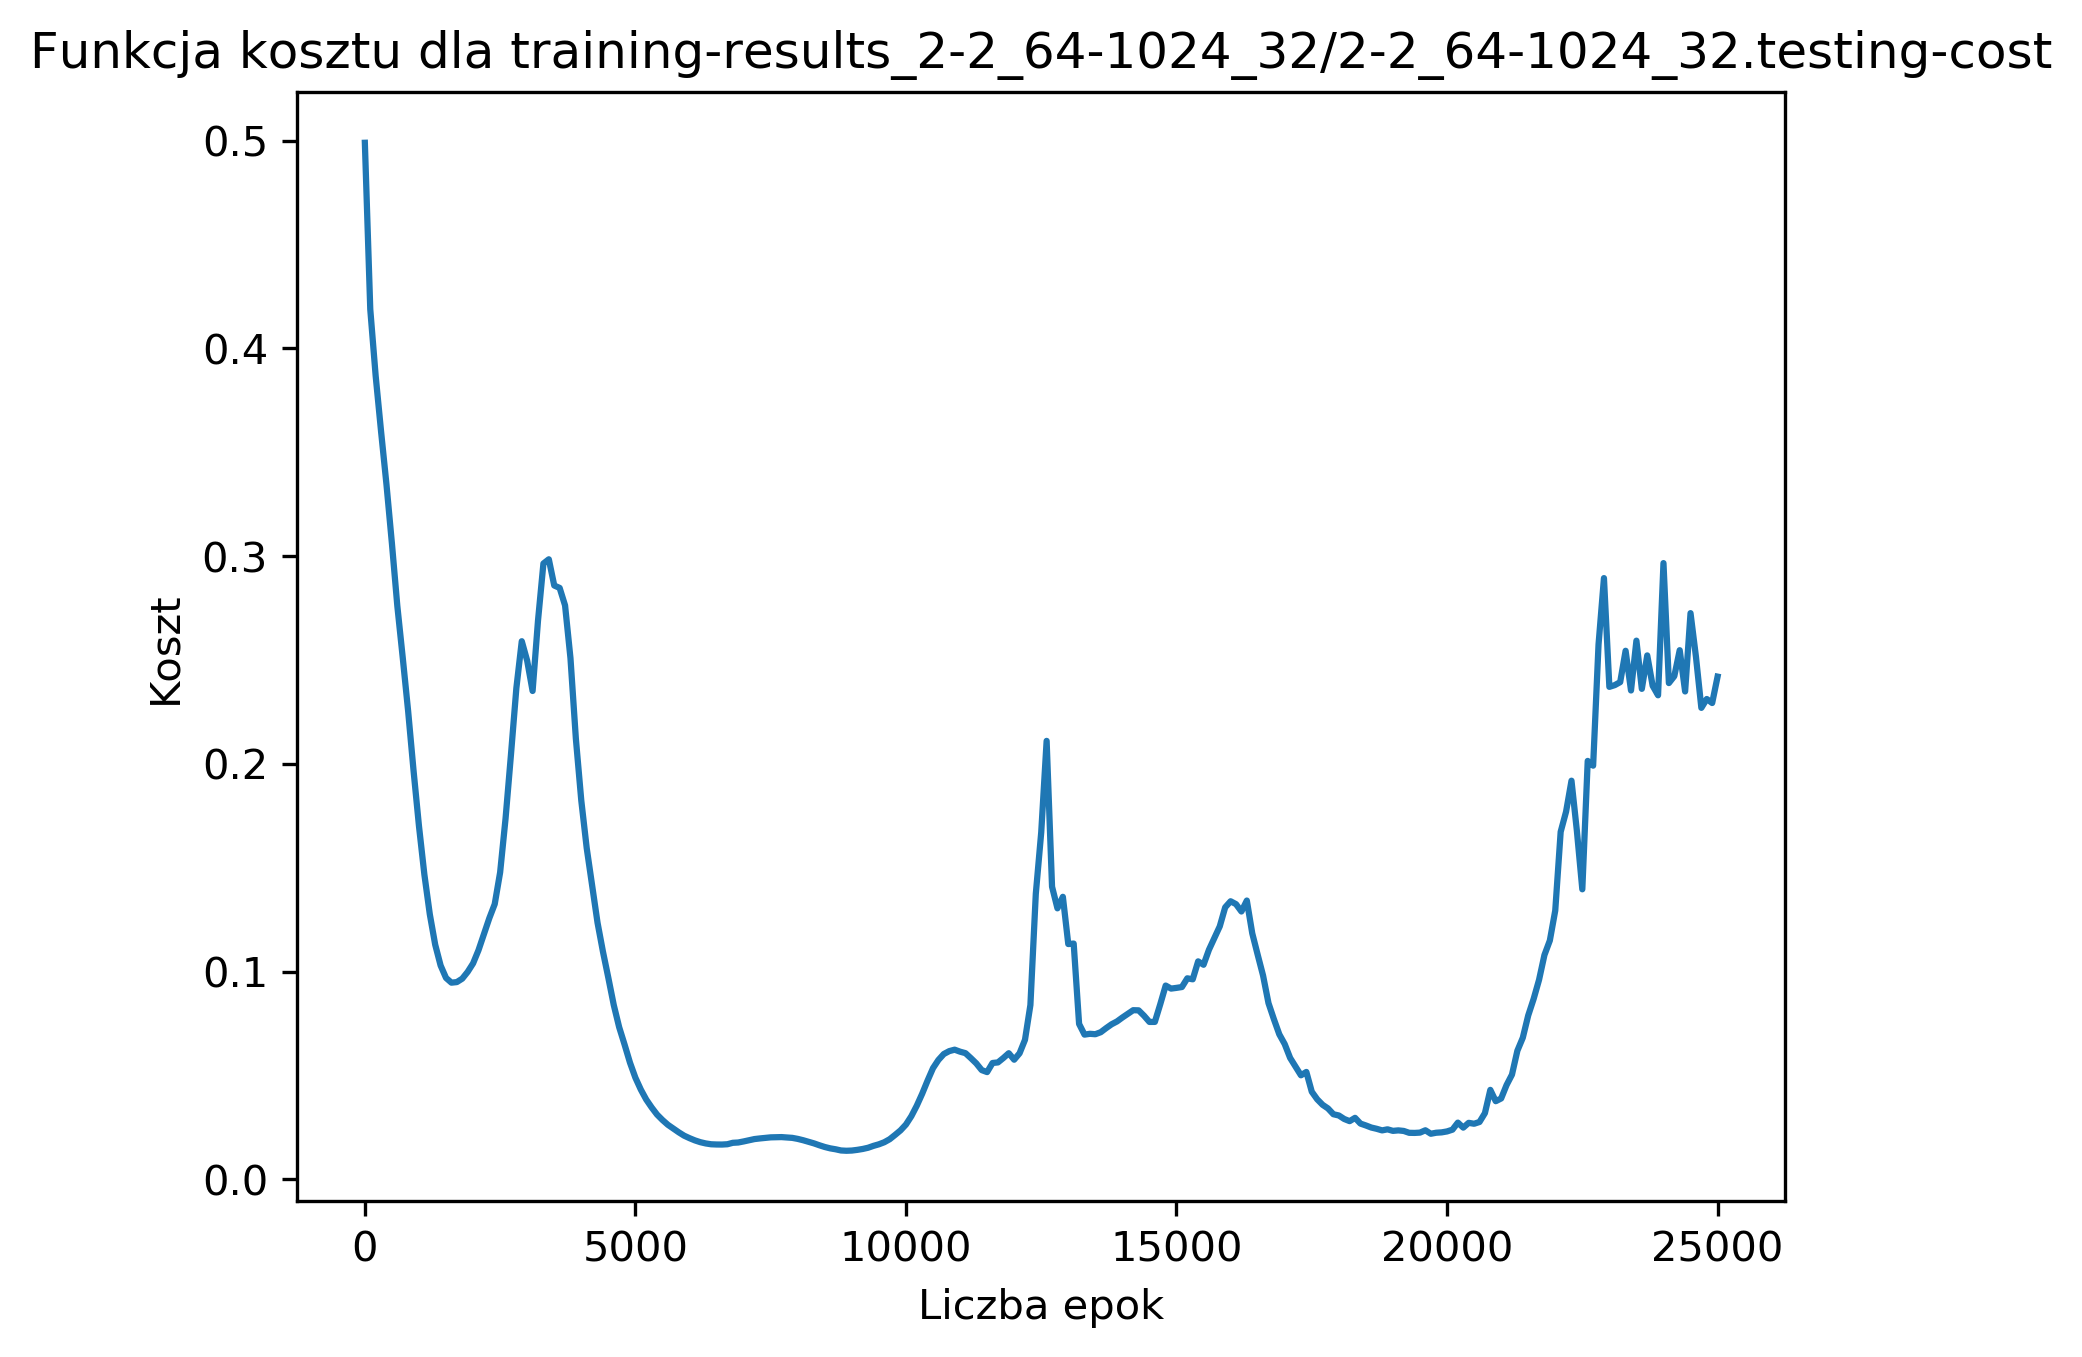 Funkcja kosztu dla training-results_2-2_64-1024_32/2-2_64-1024_32.testing-cost
0.5
0.4
0.3
0.2
0.1
0.0
Koszt
0 5000 10000 15000 20000 25000
Liczba epok